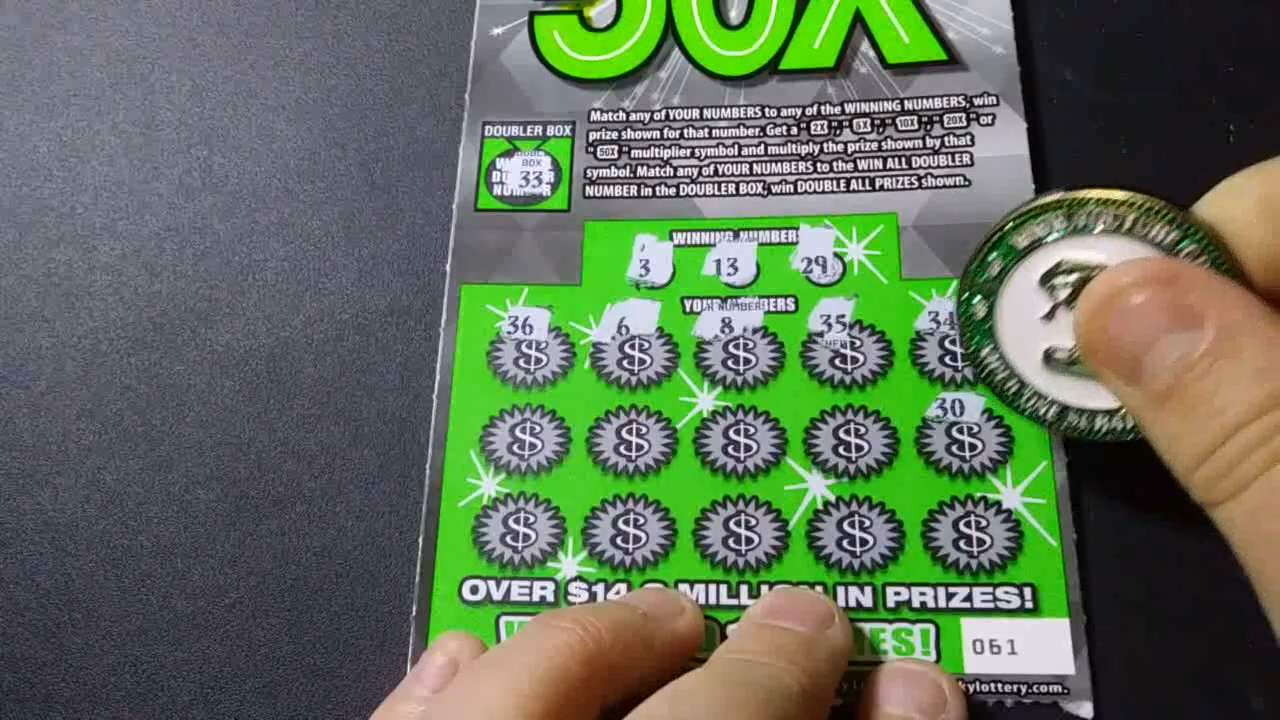 50X
Match any of YOUR NUMBERS to any of the WINNING NUMBERS, win
prize shown for that number. Get a "2X", "5X", "10X", "20X" or
"50X" multiplier symbol and multiply the prize shown by that
symbol. Match any of YOUR NUMBERS to the WIN ALL DOUBLER
NUMBER in the DOUBLER BOX, win DOUBLE ALL PRIZES shown.
DOUBLER BOX
BOX
33
WINNING NUMBERS
3 13 29
YOUR NUMBERS
36 6 8 35 34
$ $ $ $ $
30
$ $ $ $ $
$ $ $ $ $
OVER $14 MILLION IN PRIZES!
061
kylottery.com.